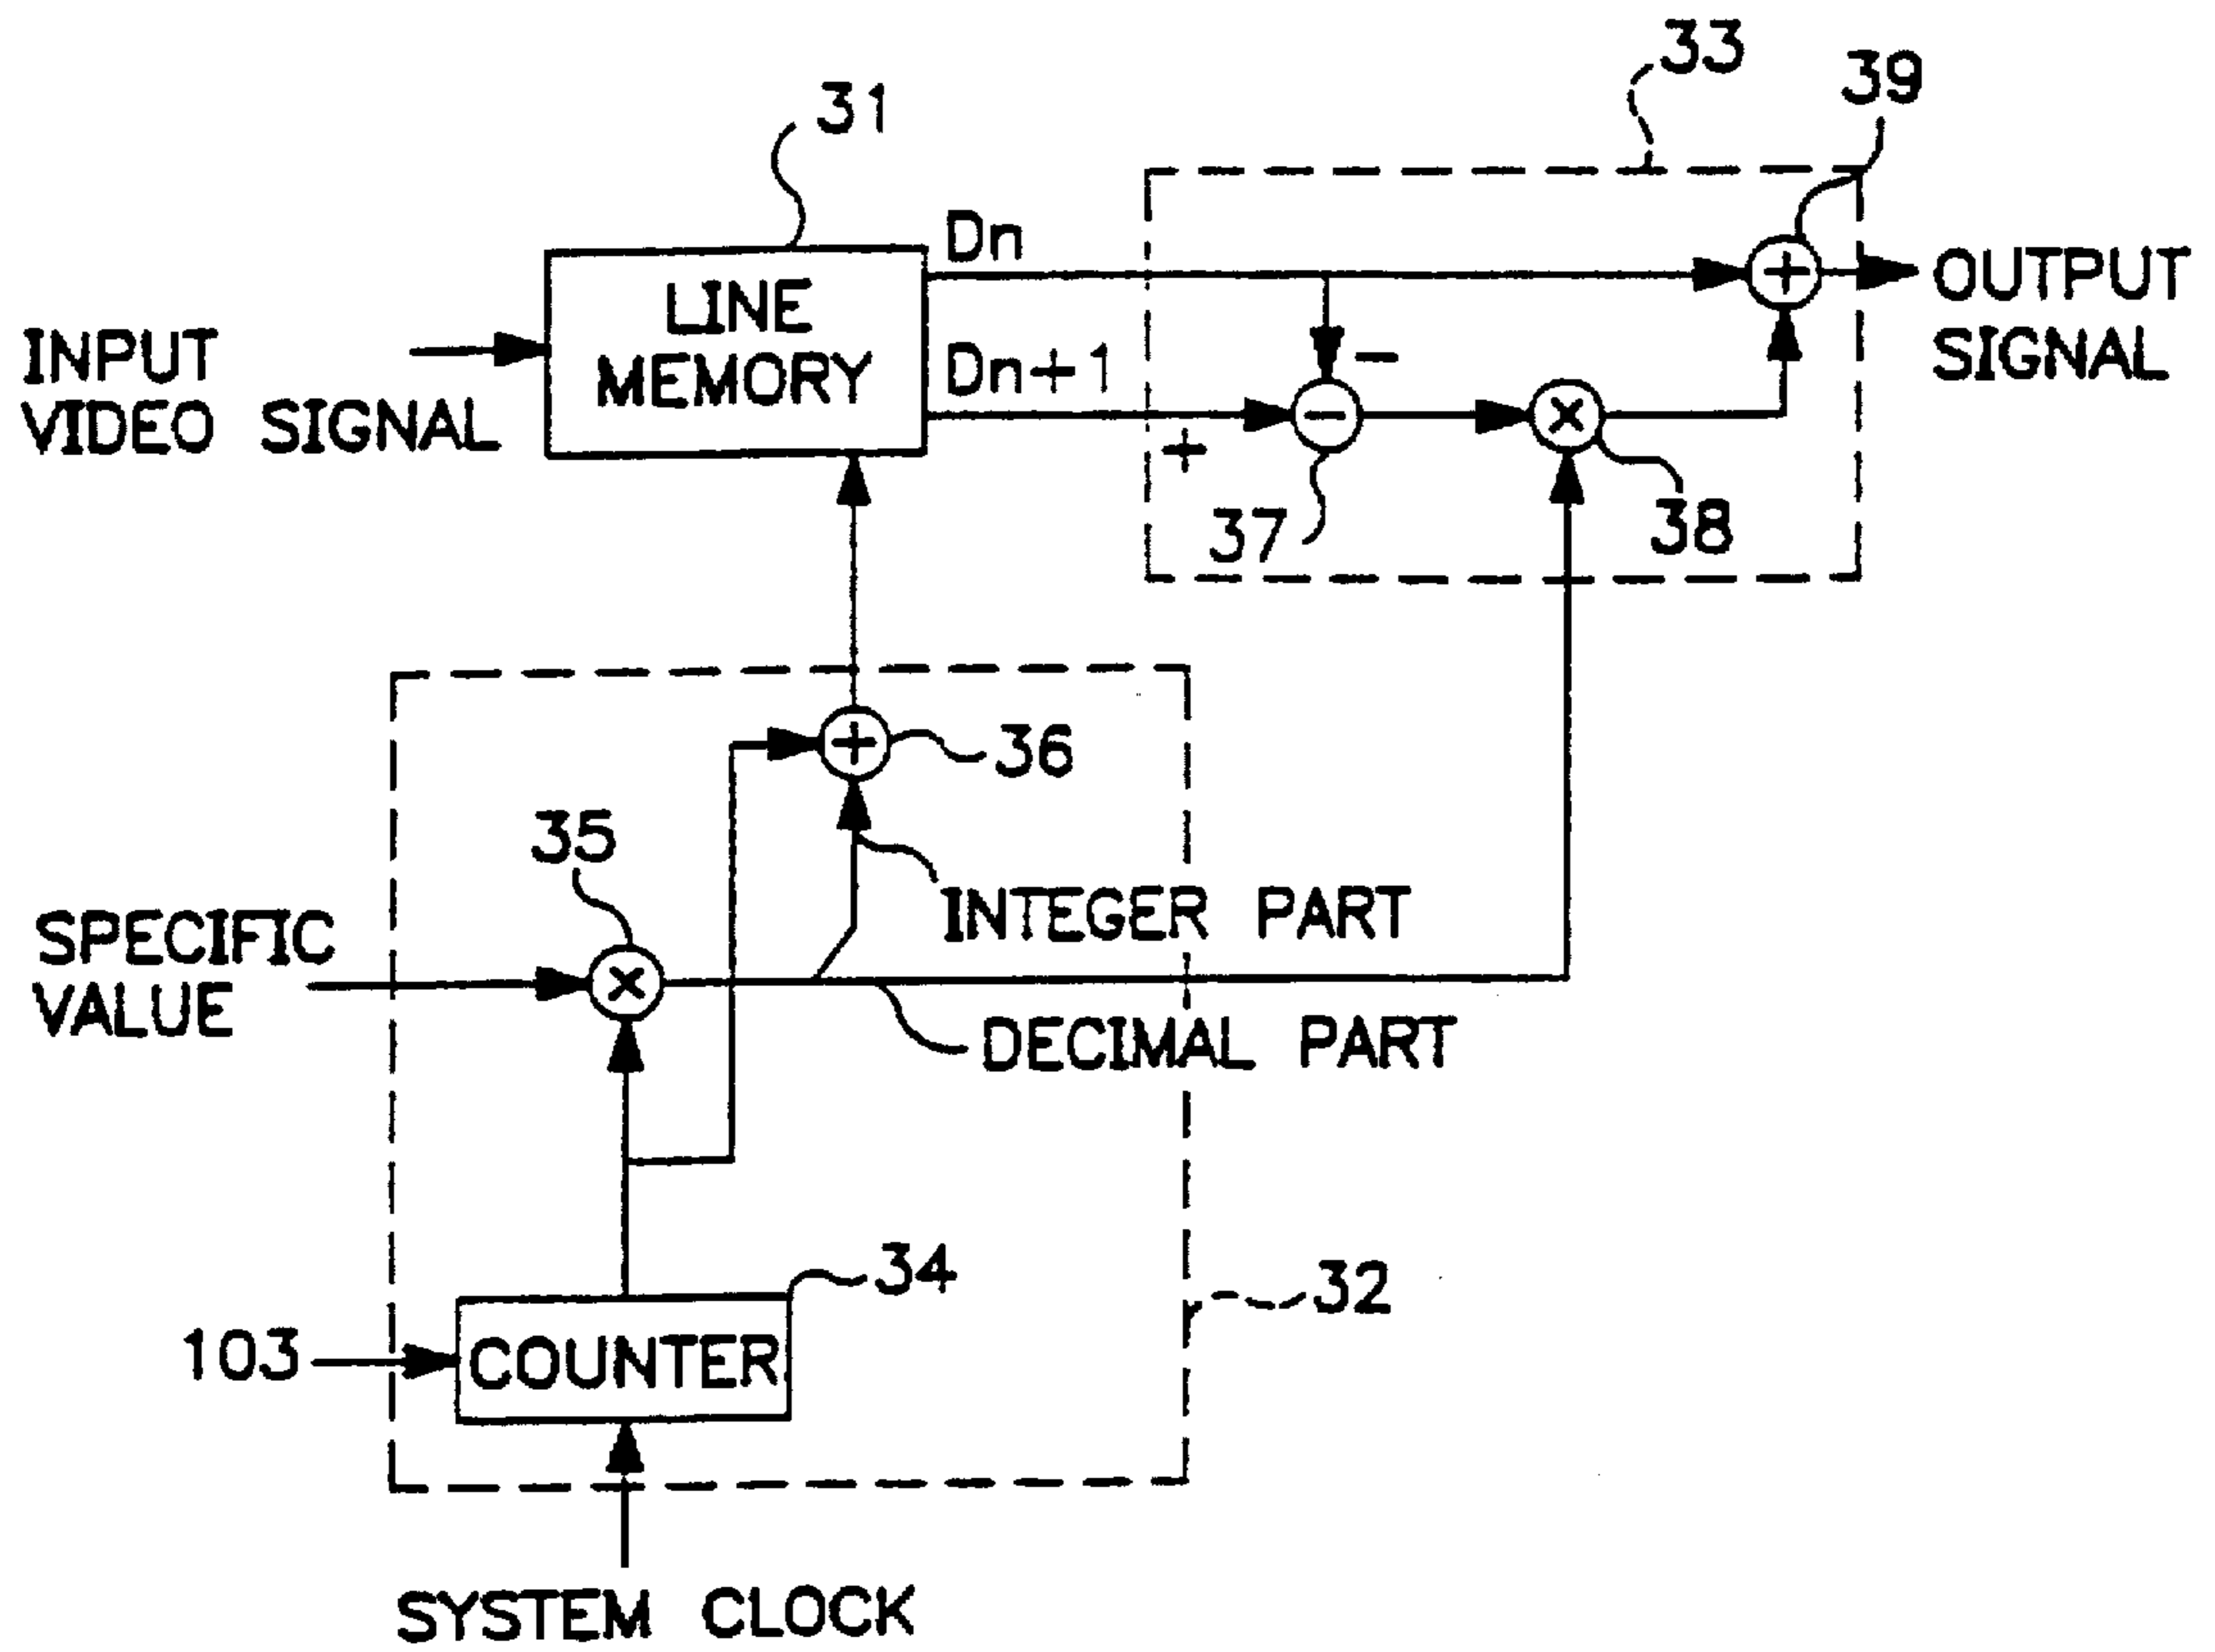 33
39
31
Dn
OUTPUT
SIGNAL
LINE
MEMORY
INPUT
VIDEO SIGNAL
Dn+1
−
−
×
+
+
37
38
+
36
35
INTEGER PART
SPECIFIC
VALUE
×
DECIMAL PART
34
32
103
COUNTER
SYSTEM CLOCK